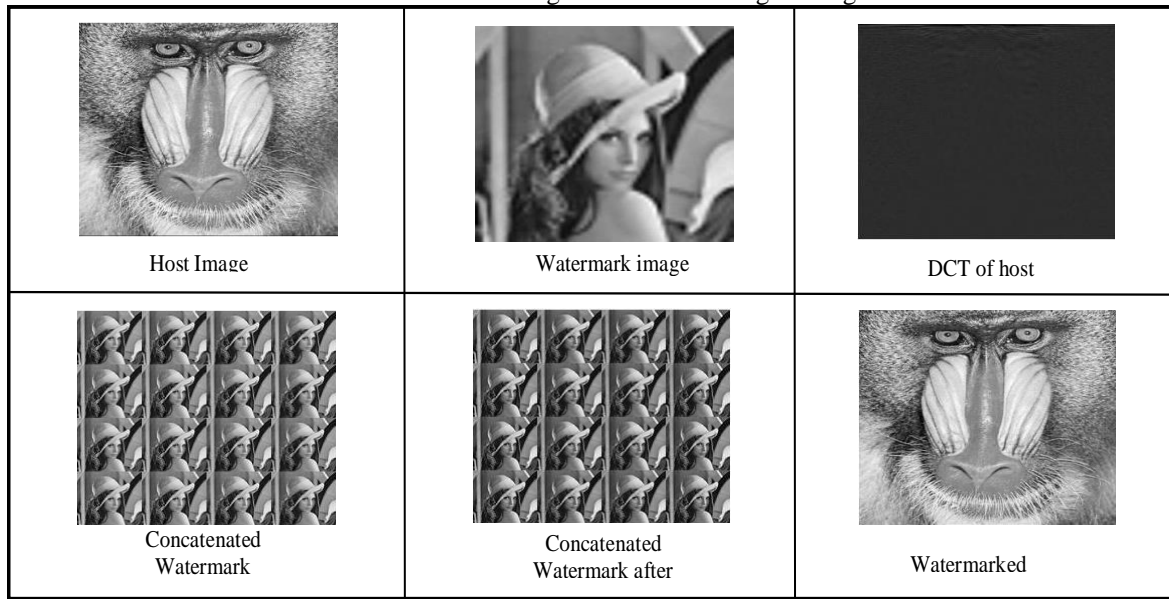 Host Image
Watermark image
DCT of host
Concatenated
Watermark
Concatenated
Watermark after
Watermarked